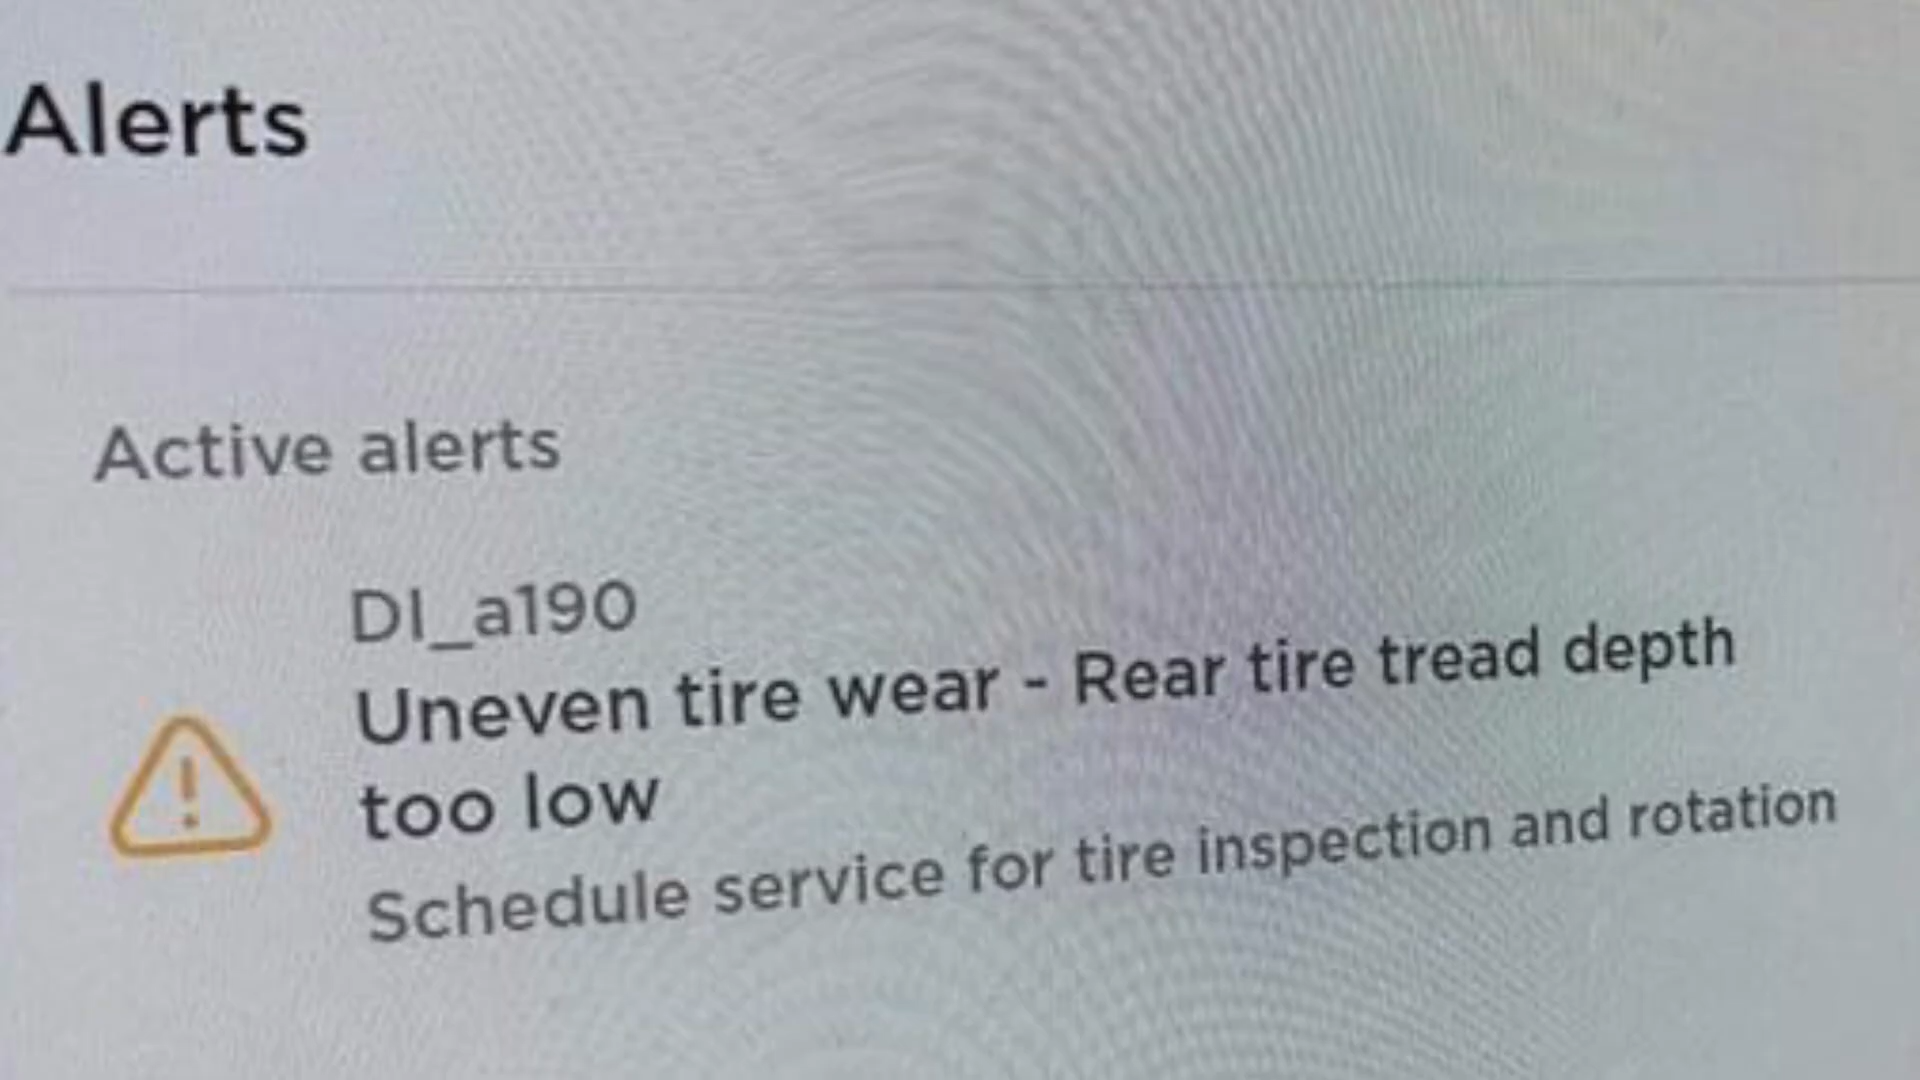 Alerts
Active alerts
DI_a190
Uneven tire wear - Rear tire tread depth
too low
Schedule service for tire inspection and rotation